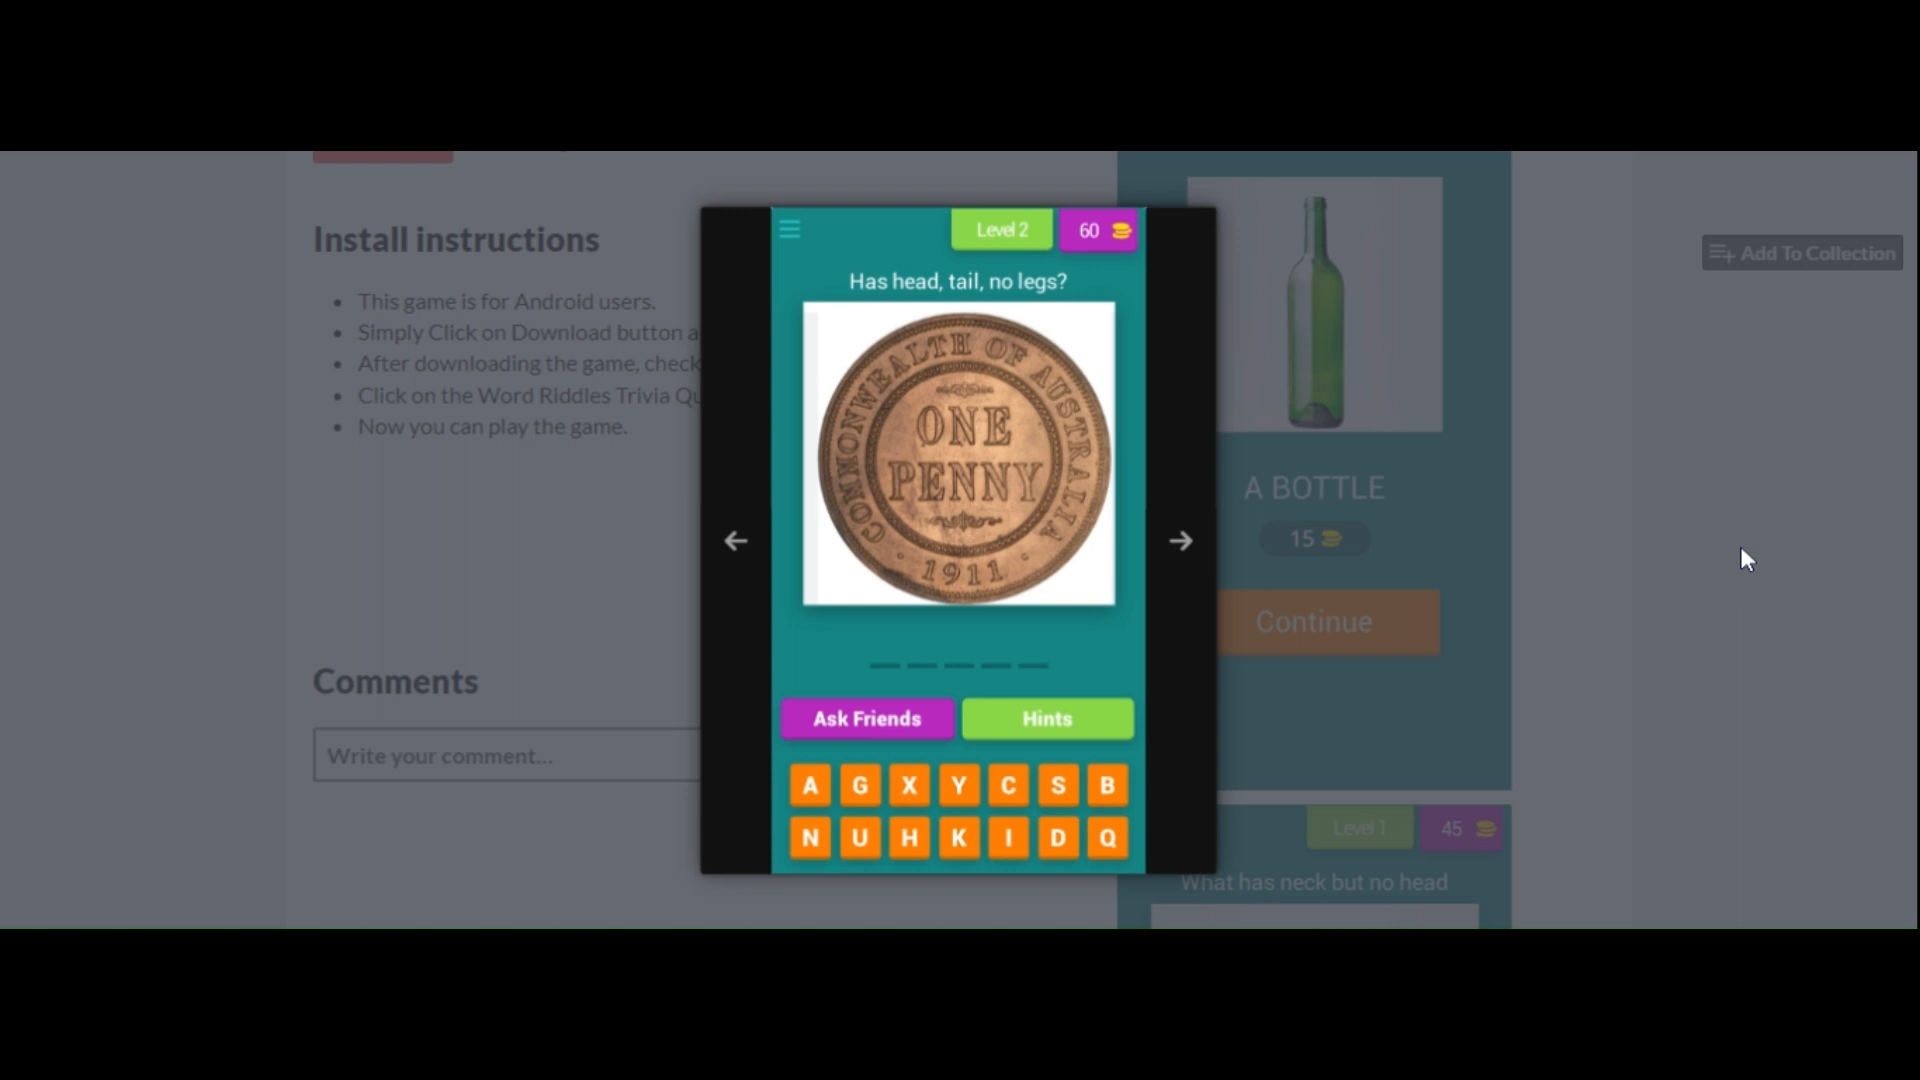 Install instructions
This game is for Android users.
Simply Click on Download button a
After downloading the game, check
Click on the Word Riddles Trivia Qu
Now you can play the game.
Comments
Write your comment...
Level 2
60
Has head, tail, no legs?
COMMONWEALTH OF AUSTRALIA
ONE
PENNY
1911
Ask Friends
Hints
A G X Y C S B
N U H K I D Q
A BOTTLE
15
Continue
Level 1
45
What has neck but no head
Add To Collection